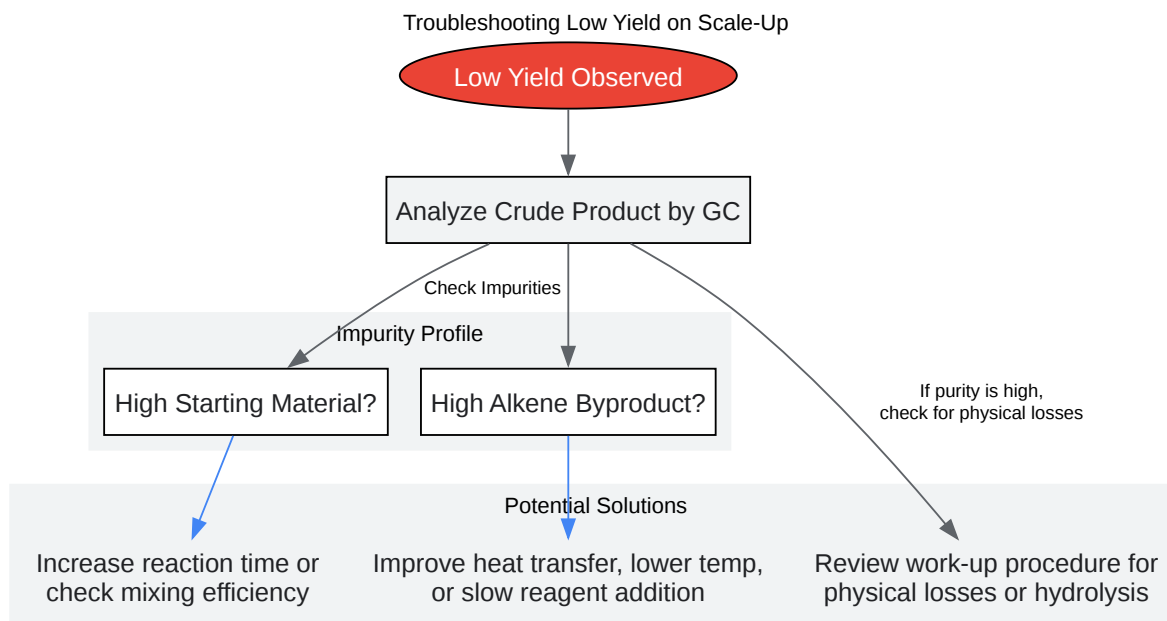 Troubleshooting Low Yield on Scale-Up
Low Yield Observed
Analyze Crude Product by GC
Check Impurities
Impurity Profile
High Starting Material?
High Alkene Byproduct?
If purity is high,
check for physical losses
Potential Solutions
Increase reaction time or
check mixing efficiency
Improve heat transfer, lower temp,
or slow reagent addition
Review work-up procedure for
physical losses or hydrolysis